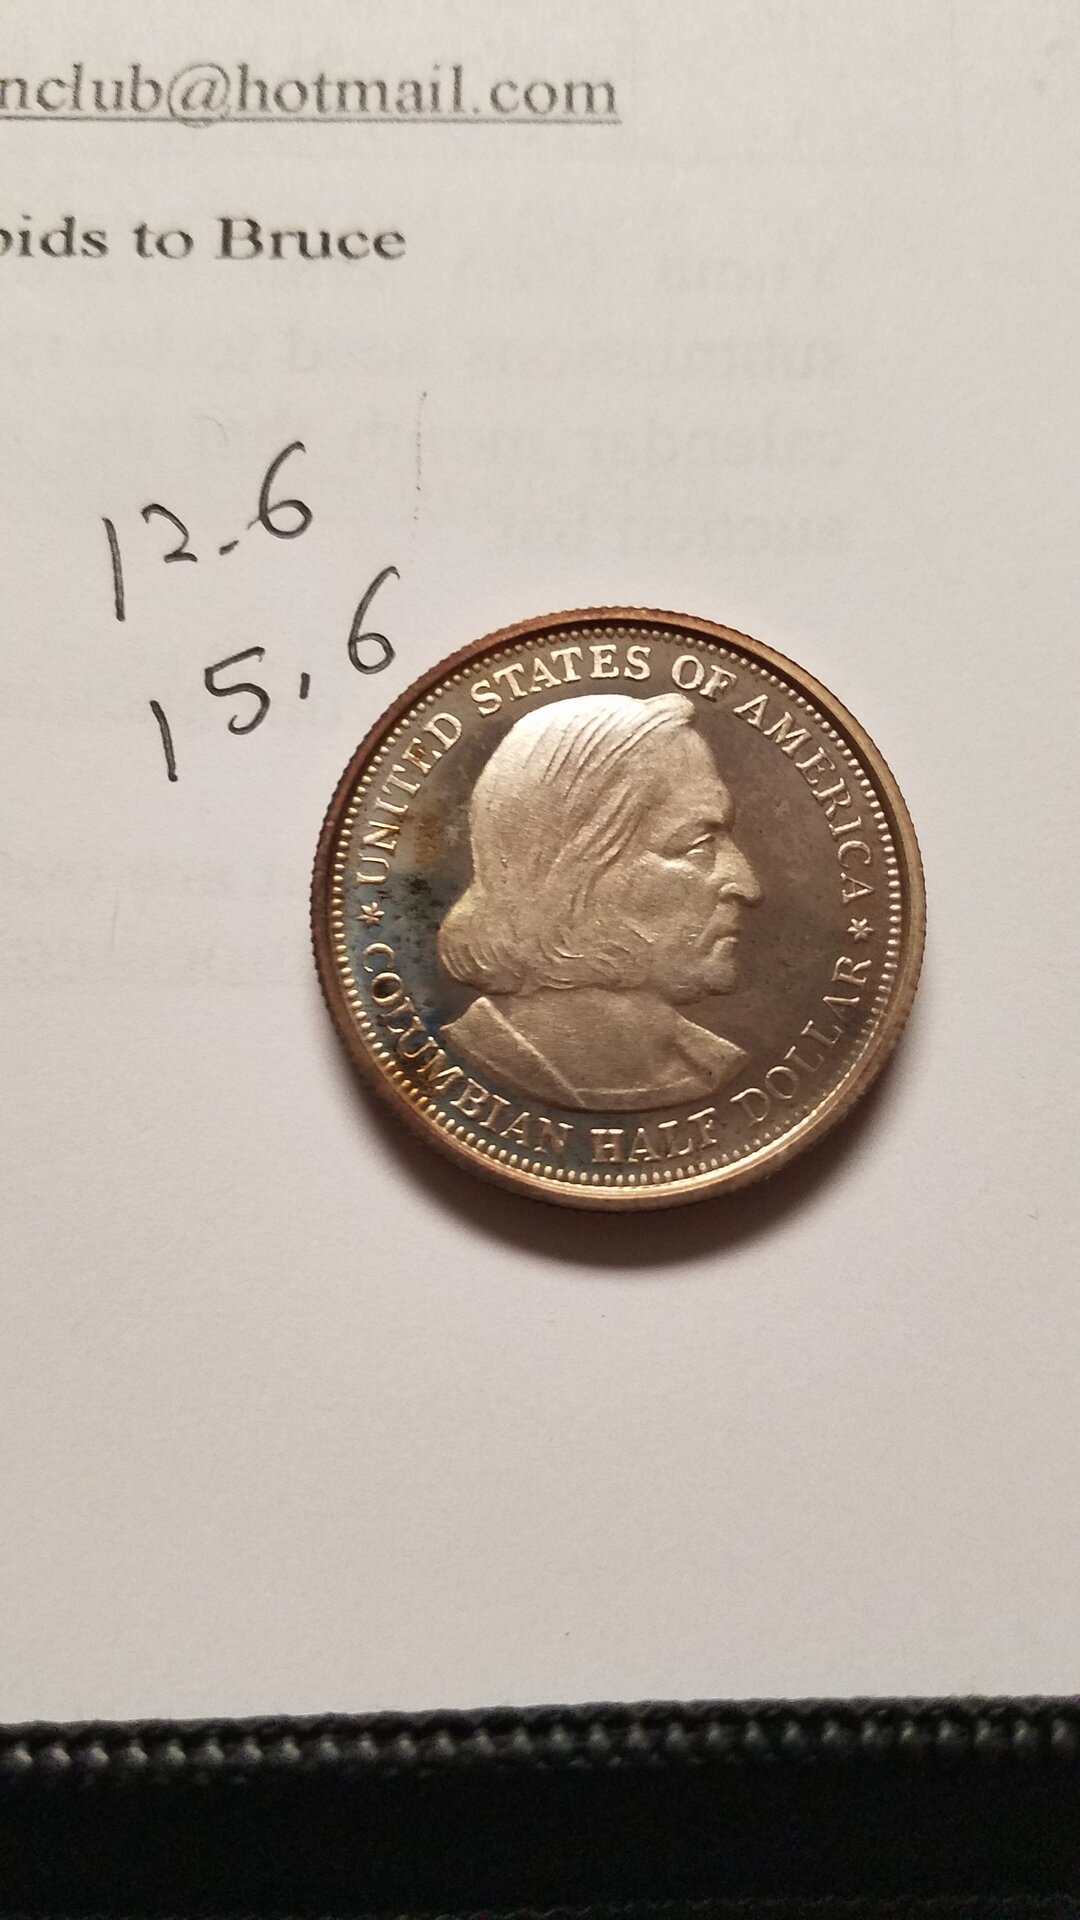 nclub@hotmail.com
bids to Bruce
12.6
15.6
* UNITED STATES OF AMERICA *
COLUMBIAN HALF DOLLAR